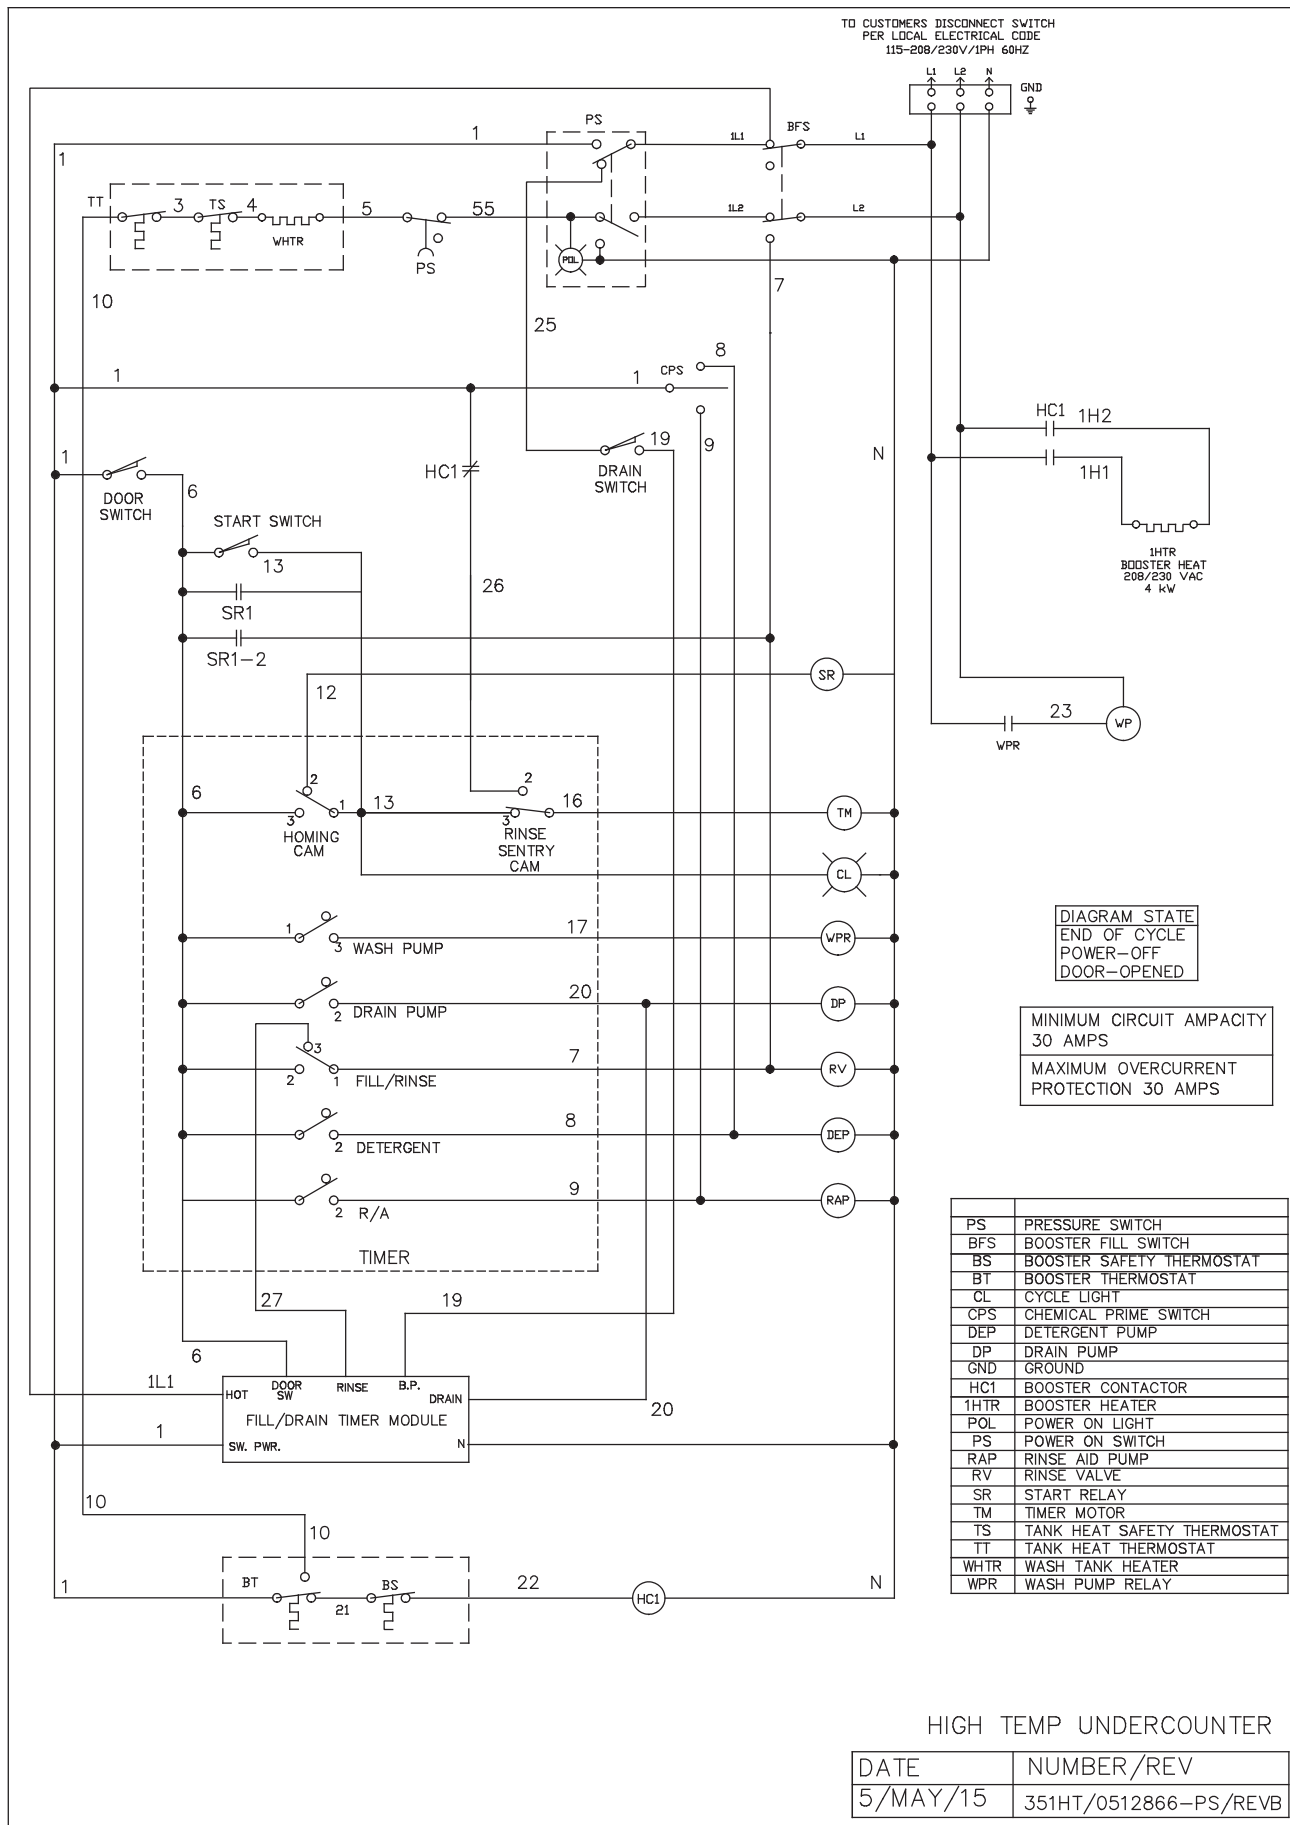 TO CUSTOMERS DISCONNECT SWITCH
PER LOCAL ELECTRICAL CODE
115-208/230V/1PH 60HZ
L1 L2 N
GND
1 PS 1L1 BFS L1
1
TT 3 TS 4 5 55 1L2 L2
WHTR
PS
POL
10 7
25
8
1 1 CPS
HC1 1H2
1 HC1 19 9 N
1H1
DOOR
SWITCH
6
DRAIN
SWITCH
START SWITCH
13
1HTR
BOOSTER HEAT
208/230 VAC
4 kW
26
SR1
SR1-2
12 SR
23
WP
WPR
2 2
6 13 16 TM
3 1 3
HOMING
CAM
RINSE
SENTRY
CAM
CL
1 3 WASH PUMP 17 WPR
DIAGRAM STATE
END OF CYCLE
POWER-OFF
DOOR-OPENED
2 DRAIN PUMP 20 DP
MINIMUM CIRCUIT AMPACITY
30 AMPS
MAXIMUM OVERCURRENT
PROTECTION 30 AMPS
3
2 1 FILL/RINSE 7 RV
2 DETERGENT 8 DEP
2 R/A 9 RAP
TIMER
27 19
6
1L1 HOT DOOR
SW RINSE B.P. DRAIN
20
FILL/DRAIN TIMER MODULE
1 SW. PWR. N
10
10
1 BT 21 BS 22 HC1 N
PS PRESSURE SWITCH
BFS BOOSTER FILL SWITCH
BS BOOSTER SAFETY THERMOSTAT
BT BOOSTER THERMOSTAT
CL CYCLE LIGHT
CPS CHEMICAL PRIME SWITCH
DEP DETERGENT PUMP
DP DRAIN PUMP
GND GROUND
HC1 BOOSTER CONTACTOR
1HTR BOOSTER HEATER
POL POWER ON LIGHT
PS POWER ON SWITCH
RAP RINSE AID PUMP
RV RINSE VALVE
SR START RELAY
TM TIMER MOTOR
TS TANK HEAT SAFETY THERMOSTAT
TT TANK HEAT THERMOSTAT
WHTR WASH TANK HEATER
WPR WASH PUMP RELAY
HIGH TEMP UNDERCOUNTER
DATE NUMBER/REV
5/MAY/15 351HT/0512866-PS/REVB